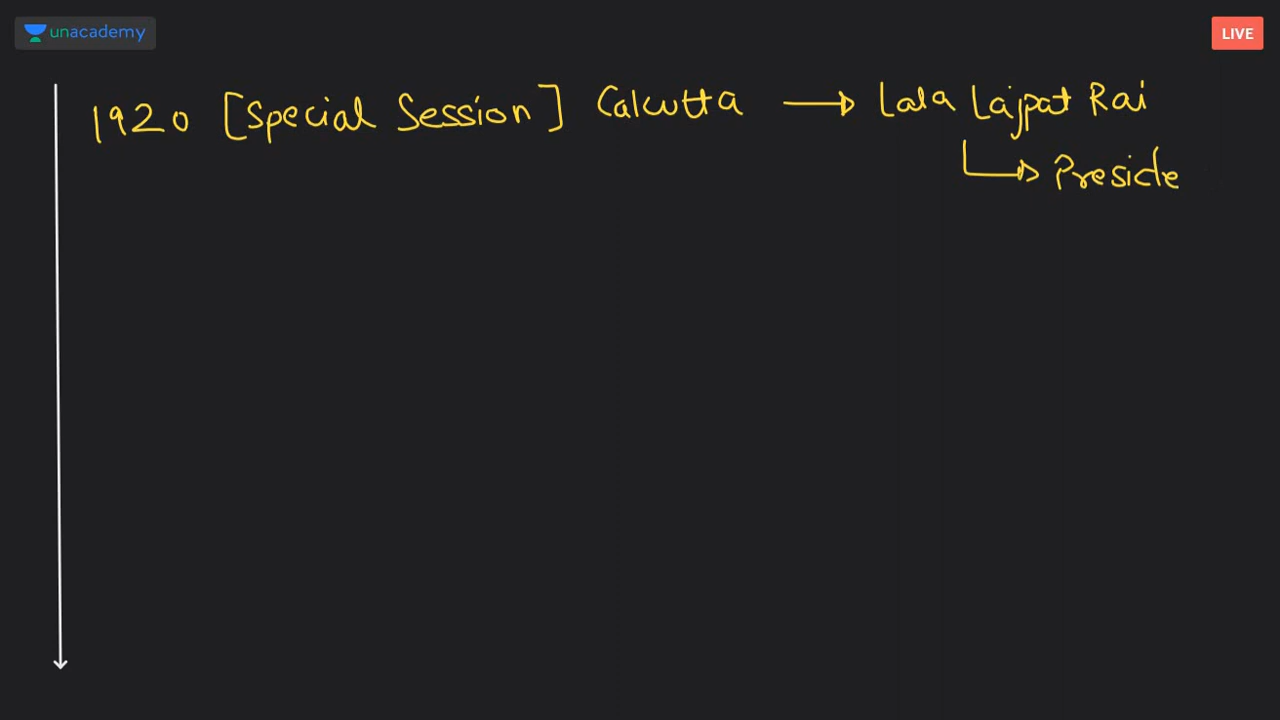 unacademy
LIVE
1920 [Special Session] Calcutta → Lala Lajpat Rai
↳ Preside